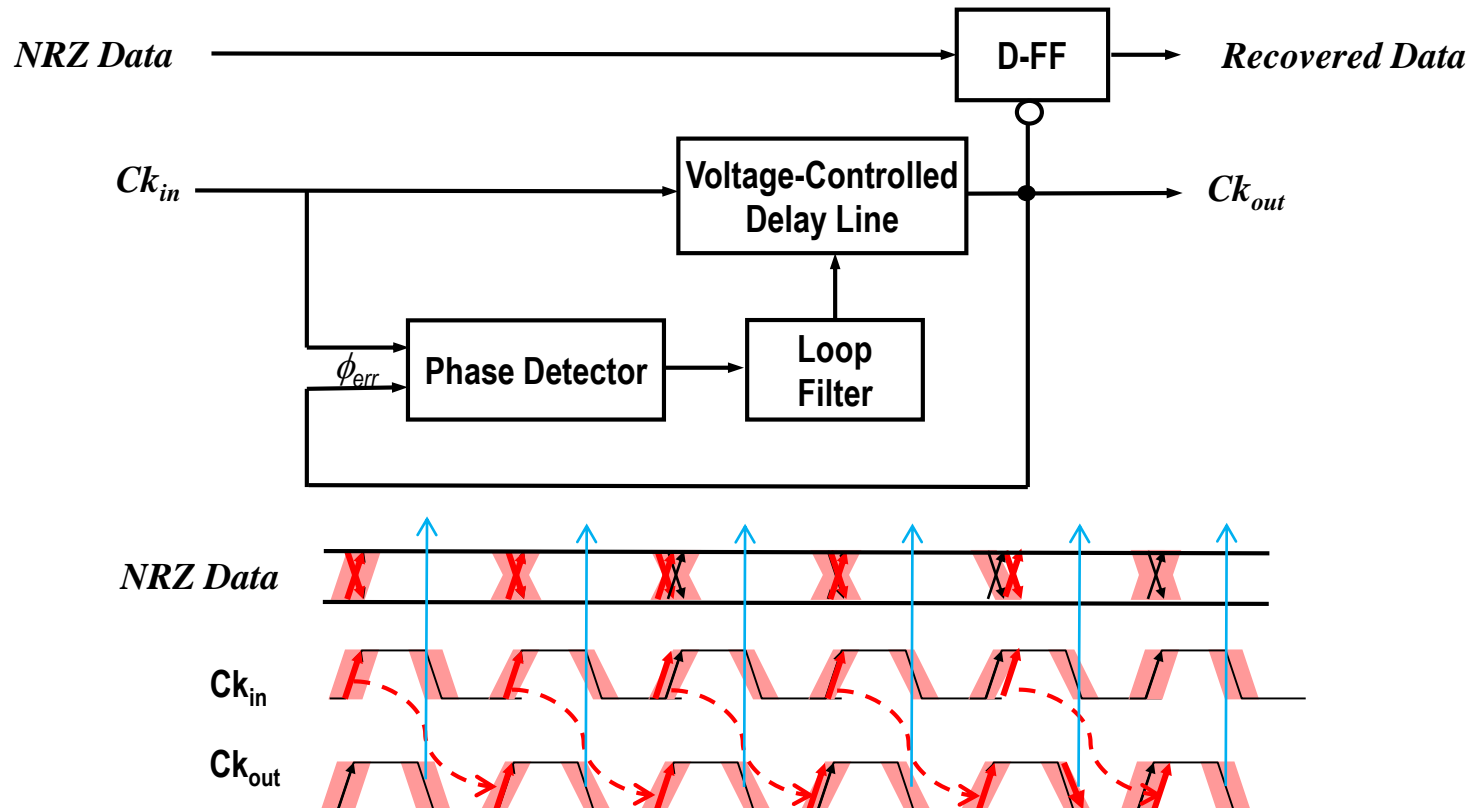 NRZ Data
D-FF
Recovered Data
Ck_in
Voltage-Controlled
Delay Line
Ck_out
ϕ_err
Phase Detector
Loop
Filter
NRZ Data
Ck_in
Ck_out